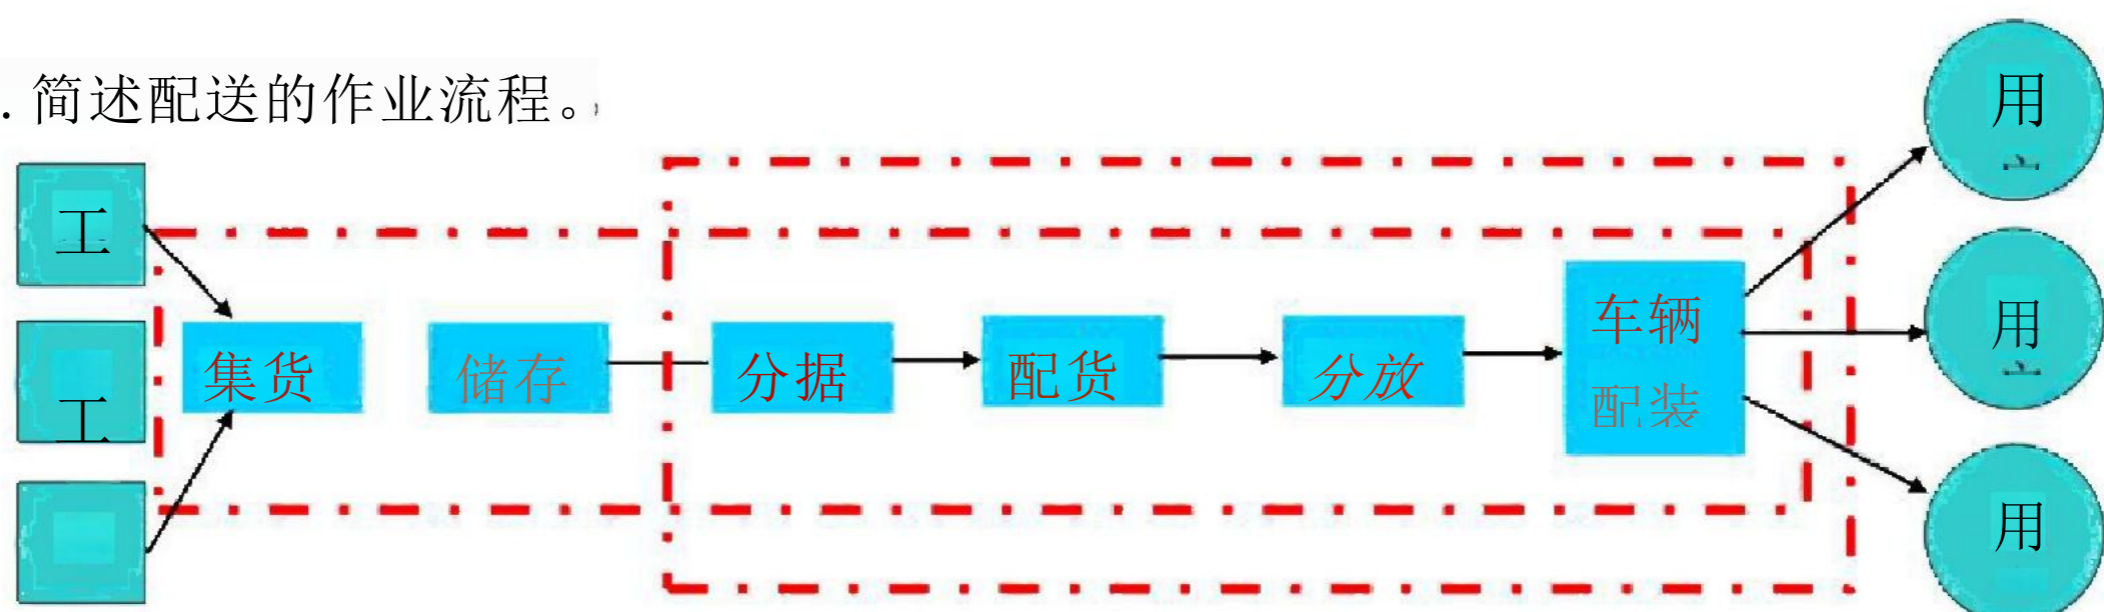 .简述配送的作业流程。
工
工
集货
储存
分据
配货
分放
车辆
配装
用
用
用